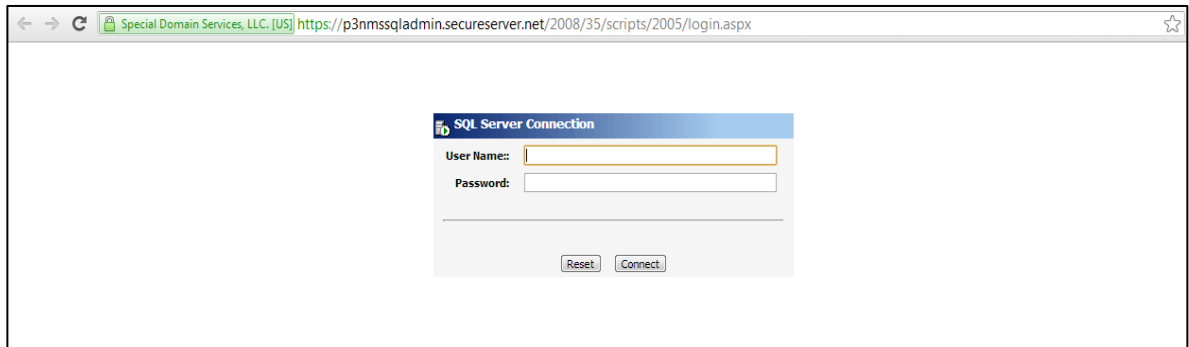 Special Domain Services, LLC. [US] https://p3nmssqladmin.secureserver.net/2008/35/scripts/2005/login.aspx
SQL Server Connection
User Name::
Password:
Reset Connect